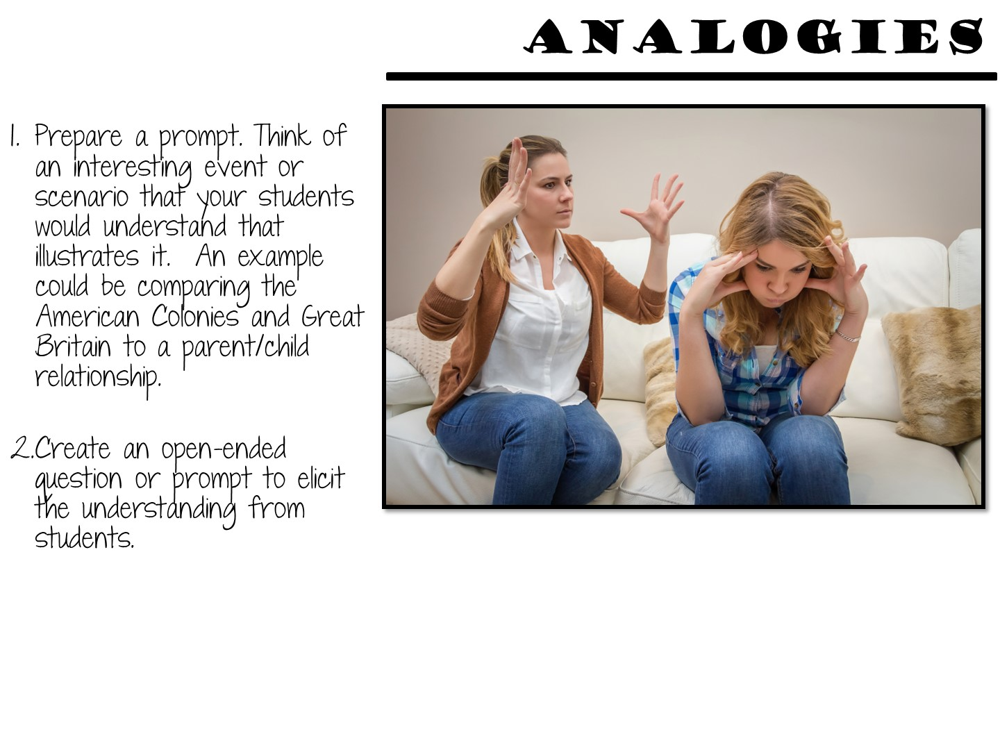 ANALOGIES
1. Prepare a prompt. Think of
an interesting event or
scenario that your students
would understand that
illustrates it.  An example
could be comparing the
American Colonies and Great
Britain to a parent/child
relationship.
2.Create an open-ended
question or prompt to elicit
the understanding from
students.